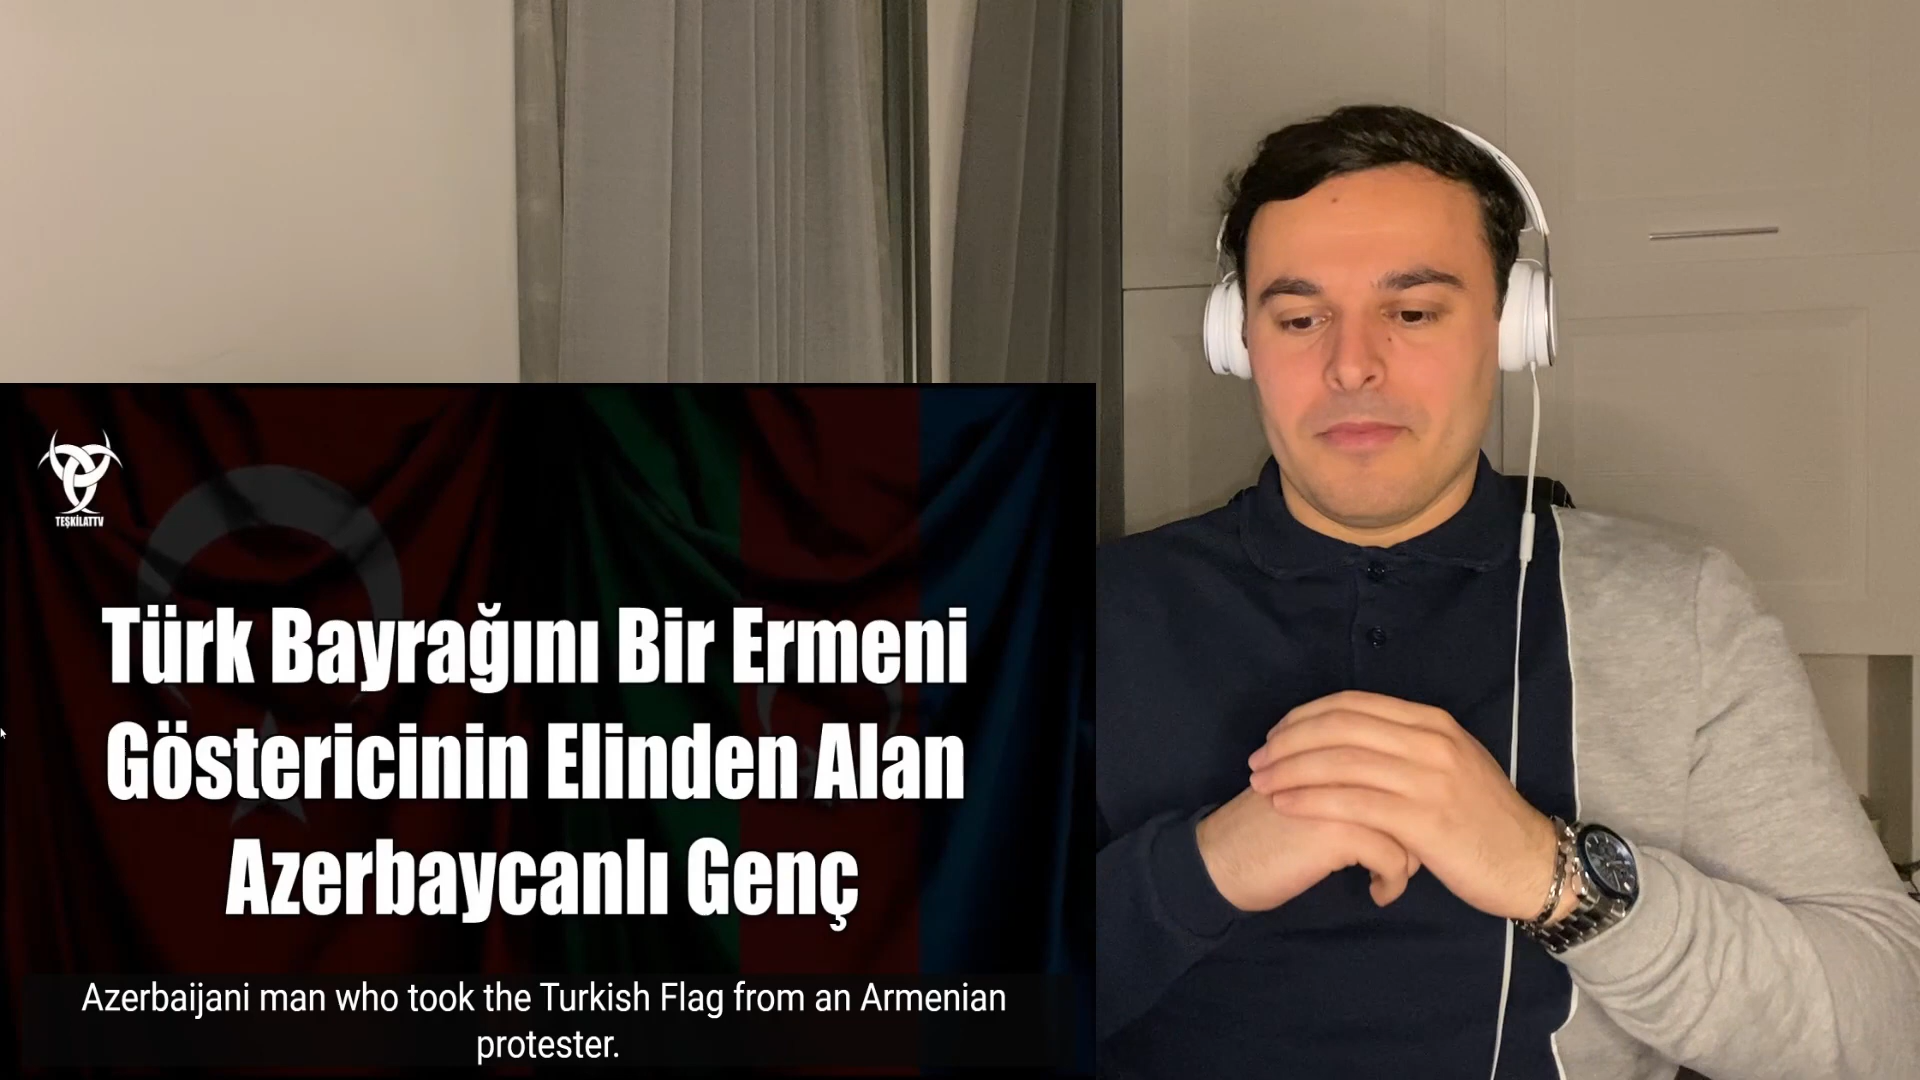 TEŞKİLATTV
Türk Bayrağını Bir Ermeni
Göstericinin Elinden Alan
Azerbaycanlı Genç
Azerbaijani man who took the Turkish Flag from an Armenian
protester.